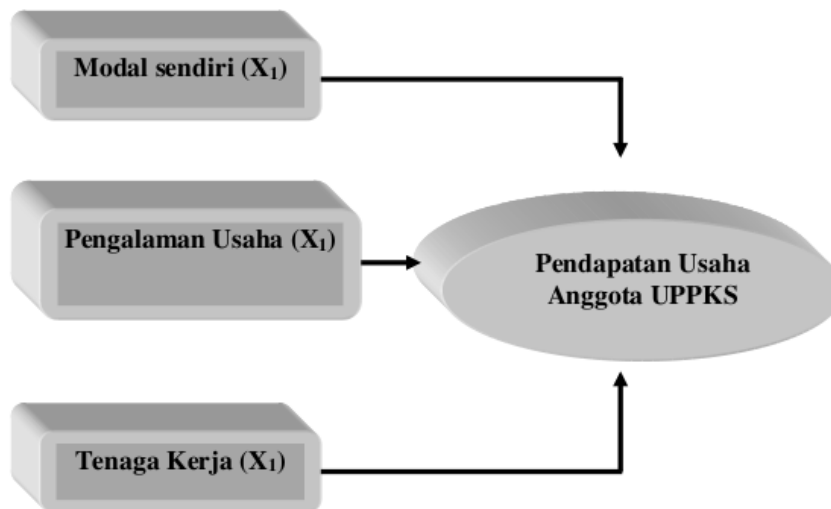 Modal sendiri (X₁)
Pengalaman Usaha (X₁)
Pendapatan Usaha
Anggota UPPKS
Tenaga Kerja (X₁)